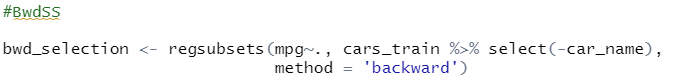 #BwdSS
bwd_selection <- regsubsets(mpg~., cars_train %>% select(-car_name),
method = 'backward')